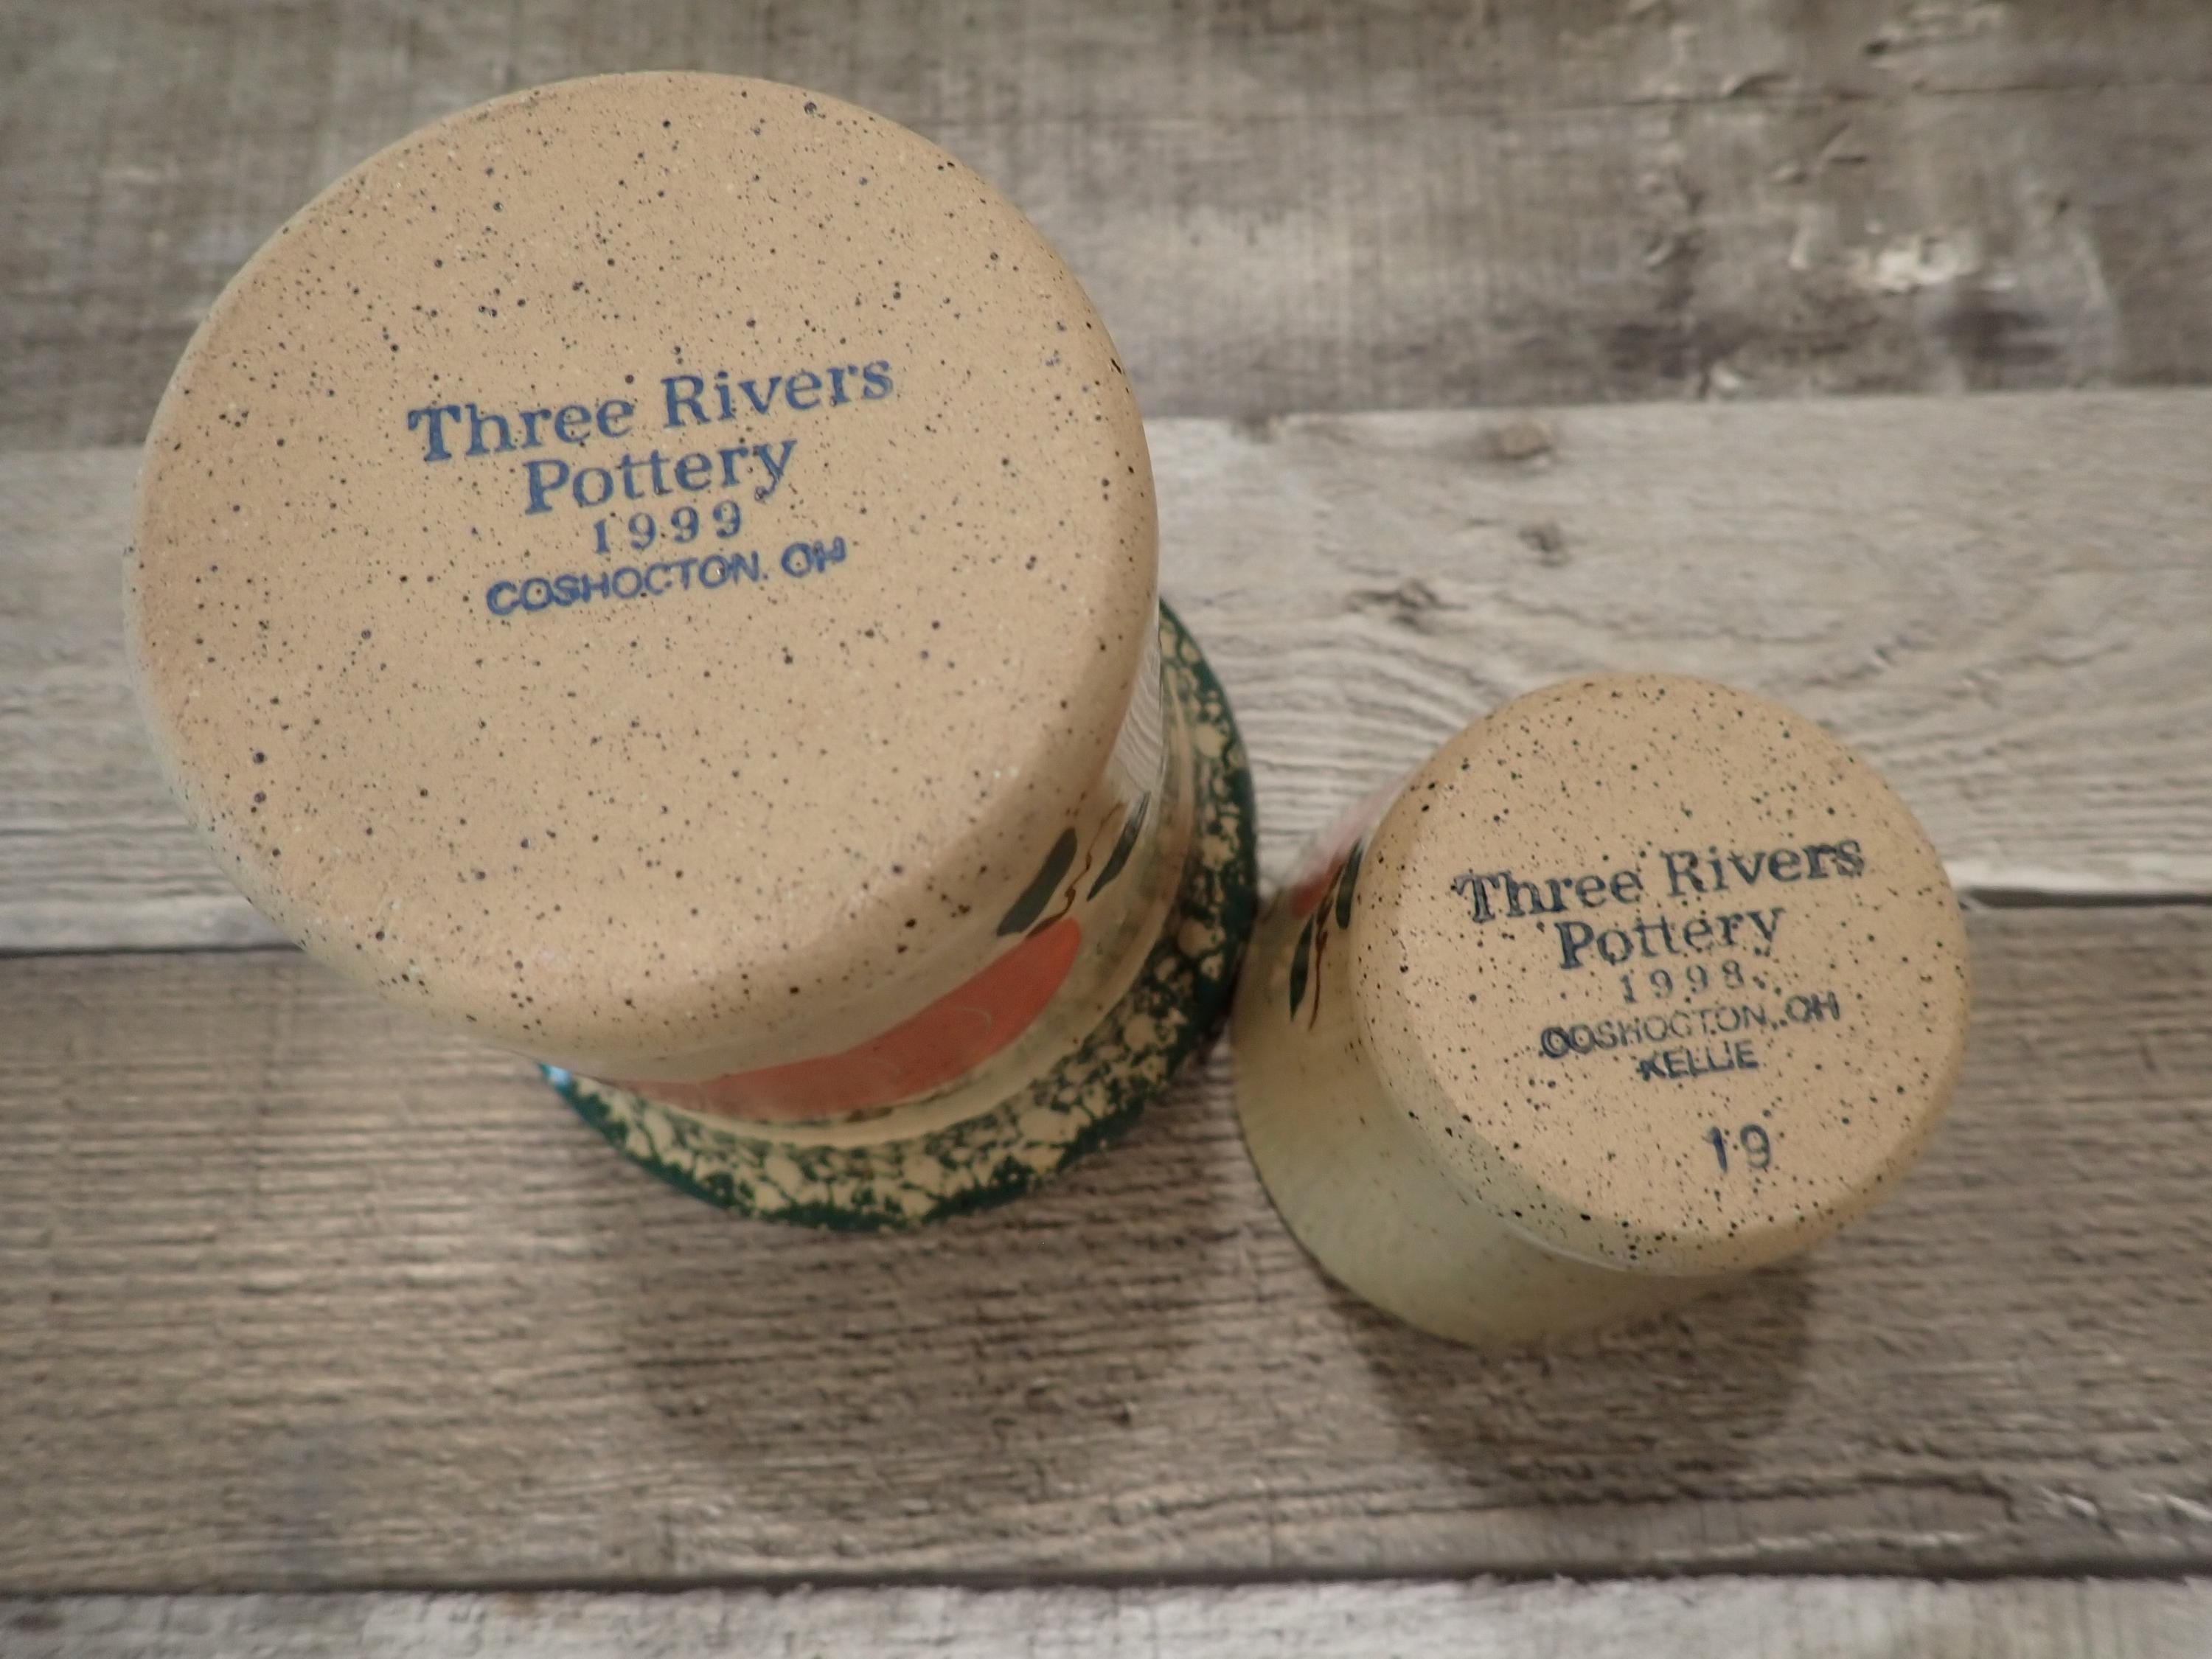 Three Rivers
Pottery
1999
COSHOCTON. OH
Three Rivers
Pottery
1998
COSHOCTON, OH
KELLIE
19